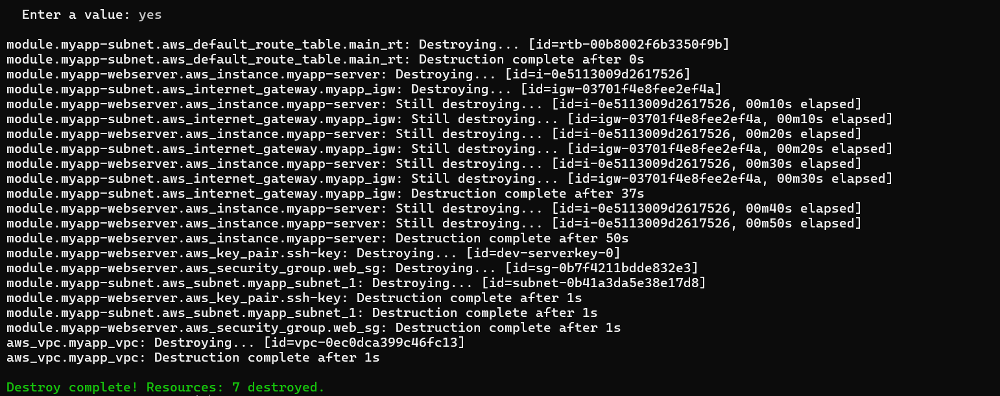 Enter a value: yes
module.myapp-subnet.aws_default_route_table.main_rt: Destroying... [id=rtb-00b8002f6b3350f9b]
module.myapp-subnet.aws_default_route_table.main_rt: Destruction complete after 0s
module.myapp-webserver.aws_instance.myapp-server: Destroying... [id=i-0e5113009d2617526]
module.myapp-subnet.aws_internet_gateway.myapp_igw: Destroying... [id=igw-03701f4e8fee2ef4a]
module.myapp-webserver.aws_instance.myapp-server: Still destroying... [id=i-0e5113009d2617526, 00m10s elapsed]
module.myapp-subnet.aws_internet_gateway.myapp_igw: Still destroying... [id=igw-03701f4e8fee2ef4a, 00m10s elapsed]
module.myapp-webserver.aws_instance.myapp-server: Still destroying... [id=i-0e5113009d2617526, 00m20s elapsed]
module.myapp-subnet.aws_internet_gateway.myapp_igw: Still destroying... [id=igw-03701f4e8fee2ef4a, 00m20s elapsed]
module.myapp-webserver.aws_instance.myapp-server: Still destroying... [id=i-0e5113009d2617526, 00m30s elapsed]
module.myapp-subnet.aws_internet_gateway.myapp_igw: Still destroying... [id=igw-03701f4e8fee2ef4a, 00m30s elapsed]
module.myapp-subnet.aws_internet_gateway.myapp_igw: Destruction complete after 37s
module.myapp-webserver.aws_instance.myapp-server: Still destroying... [id=i-0e5113009d2617526, 00m40s elapsed]
module.myapp-webserver.aws_instance.myapp-server: Still destroying... [id=i-0e5113009d2617526, 00m50s elapsed]
module.myapp-webserver.aws_instance.myapp-server: Destruction complete after 50s
module.myapp-webserver.aws_key_pair.ssh-key: Destroying... [id=dev-serverkey-0]
module.myapp-webserver.aws_security_group.web_sg: Destroying... [id=sg-0b7f4211bdde832e3]
module.myapp-subnet.aws_subnet.myapp_subnet_1: Destroying... [id=subnet-0b41a3da5e38e17d8]
module.myapp-webserver.aws_key_pair.ssh-key: Destruction complete after 1s
module.myapp-subnet.aws_subnet.myapp_subnet_1: Destruction complete after 1s
module.myapp-webserver.aws_security_group.web_sg: Destruction complete after 1s
aws_vpc.myapp_vpc: Destroying... [id=vpc-0ec0dca399c46fc13]
aws_vpc.myapp_vpc: Destruction complete after 1s
Destroy complete! Resources: 7 destroyed.